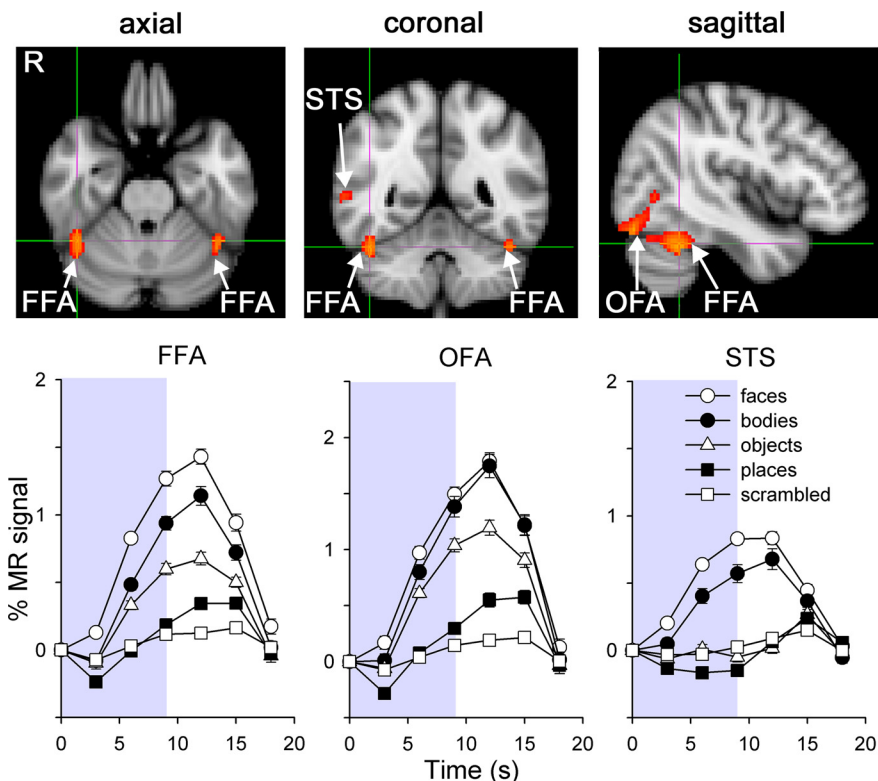 axial coronal sagittal
R
STS
FFA FFA FFA FFA OFA FFA
FFA OFA STS
% MR signal
2
1
0
2
1
0
2
1
0
faces
bodies
objects
places
scrambled
0 5 10 15 20 0 5 10 15 20 0 5 10 15 20
Time (s)